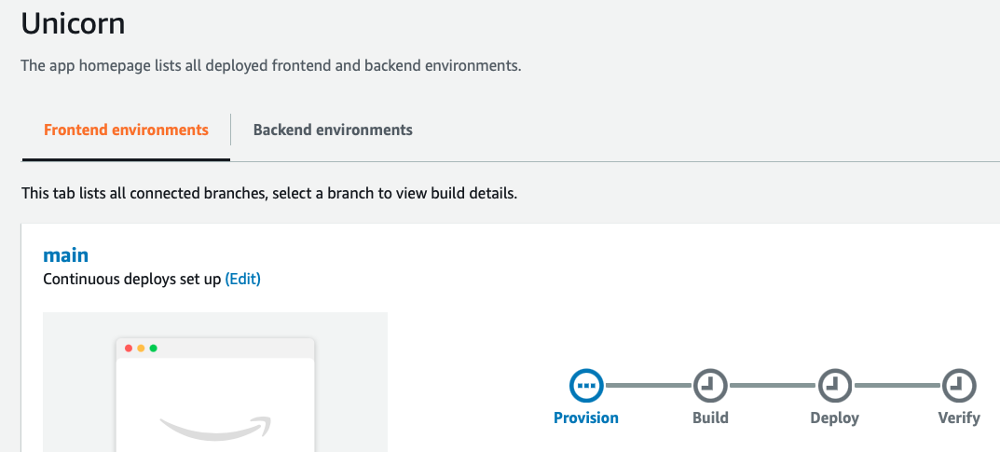 Unicorn
The app homepage lists all deployed frontend and backend environments.
Frontend environments
Backend environments
This tab lists all connected branches, select a branch to view build details.
main
Continuous deploys set up (Edit)
Provision
Build
Deploy
Verify